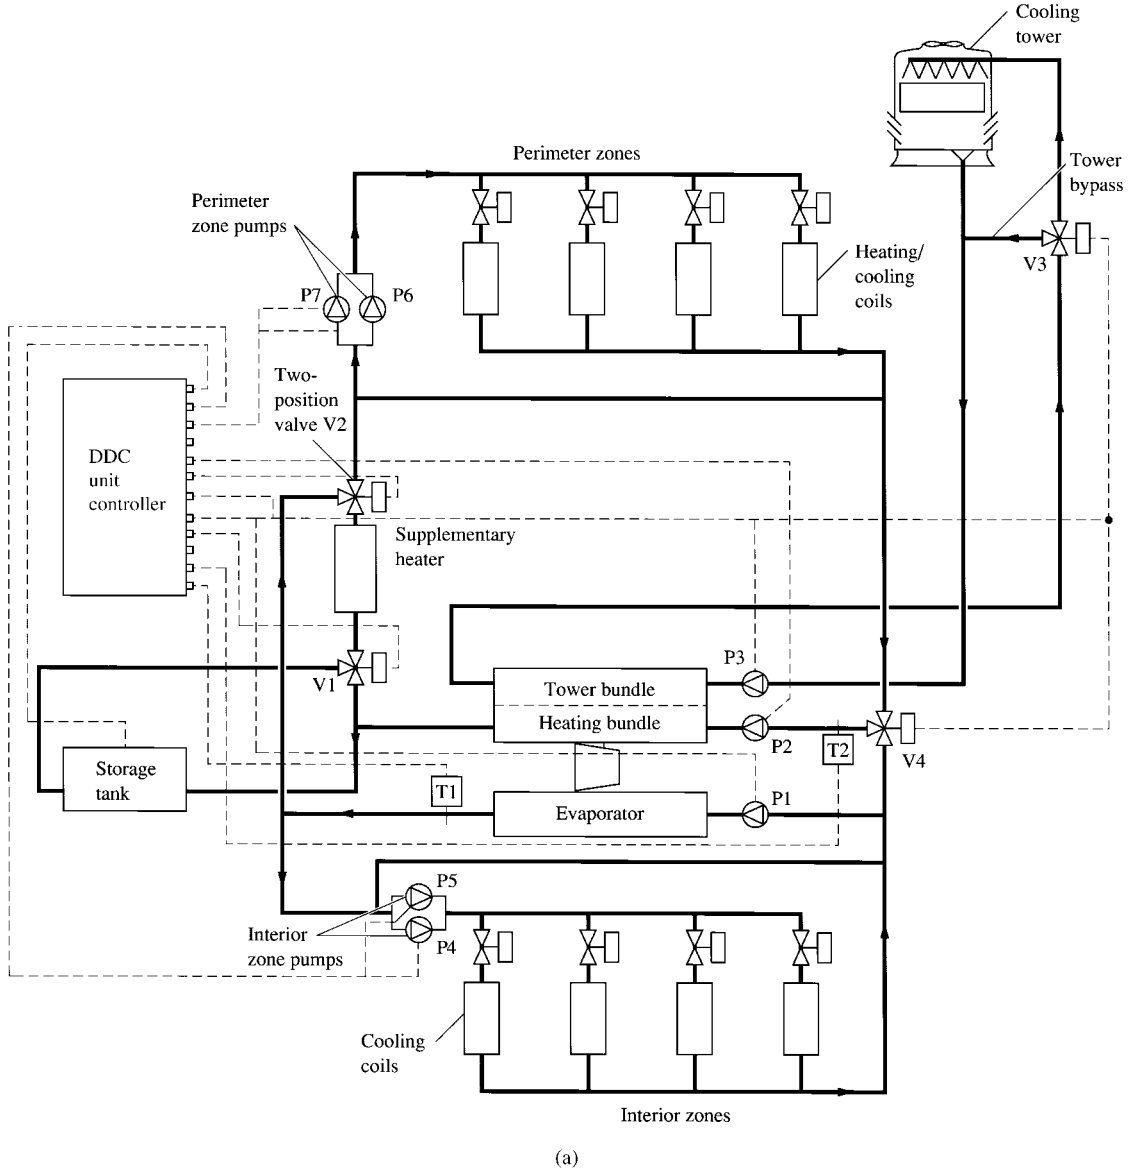 Cooling
tower
Perimeter zones
Tower
bypass
Perimeter
zone pumps
Heating/
cooling
coils
V3
P7
P6
Two-
position
valve V2
DDC
unit
controller
Supplementary
heater
P3
V1
Tower bundle
Heating bundle
P2
T2
V4
Storage
tank
T1
P1
Evaporator
P5
Interior
zone pumps
P4
Cooling
coils
Interior zones
(a)